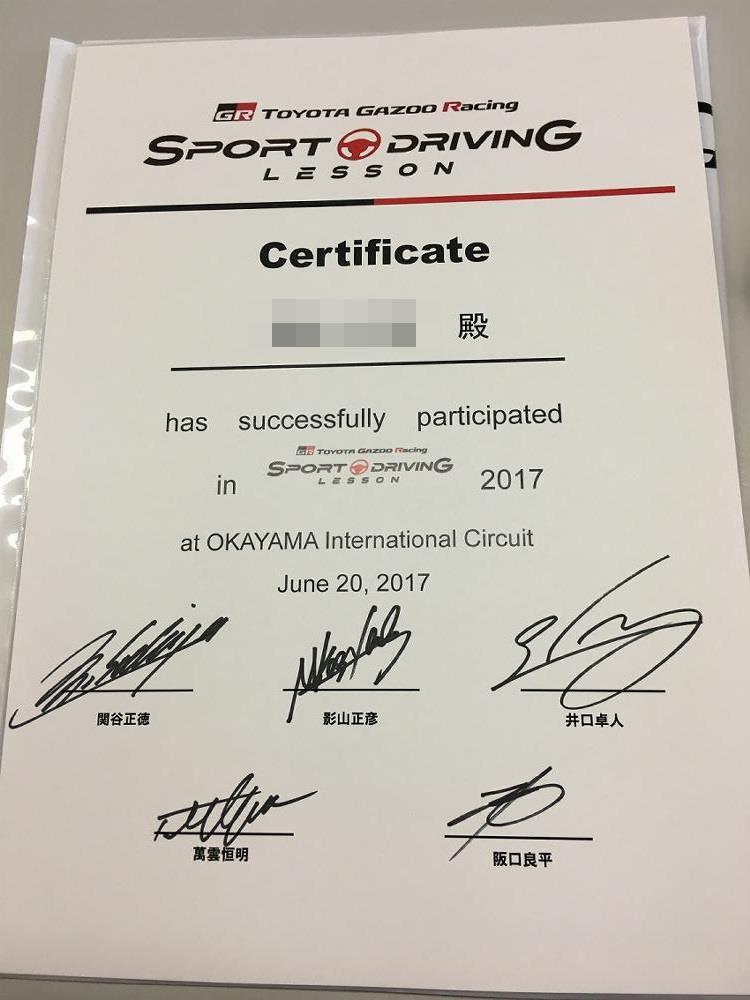 GR TOYOTA GAZOO Racing
SPORT DRIVING
LESSON
Certificate
殿
has successfully participated
in GR TOYOTA GAZOO Racing SPORT DRIVING LESSON 2017
at OKAYAMA International Circuit
June 20, 2017
関谷正徳 影山正彦 井口卓人
萬雲恒明 阪口良平